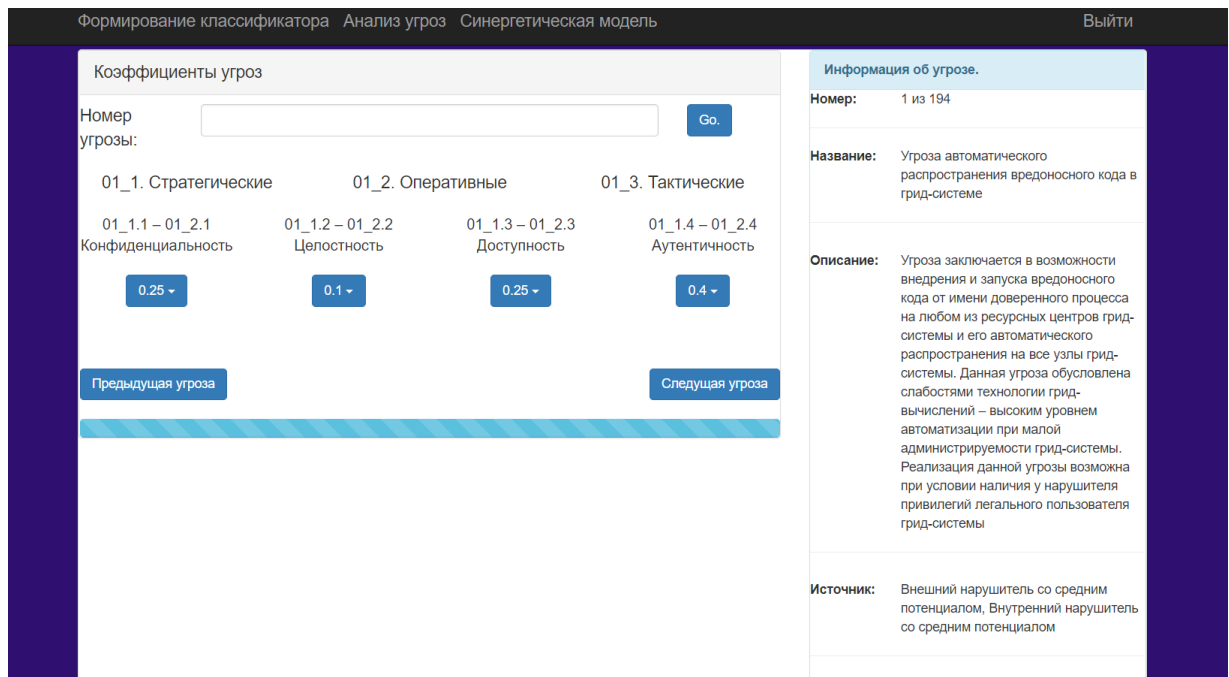 Формирование классификатора Анализ угроз Синергетическая модель Выйти
Коэффициенты угроз
Номер угрозы:
Go.
01_1. Стратегические 01_2. Оперативные 01_3. Тактические
01_1.1 – 01_2.1 01_1.2 – 01_2.2 01_1.3 – 01_2.3 01_1.4 – 01_2.4
Конфиденциальность Целостность Доступность Аутентичность
0.25 0.1 0.25 0.4
Предыдущая угроза Следущая угроза
Информация об угрозе.
Номер: 1 из 194
Название: Угроза автоматического
распространения вредоносного кода в
грид-системе
Описание: Угроза заключается в возможности
внедрения и запуска вредоносного
кода от имени доверенного процесса
на любом из ресурсных центров грид-
системы и его автоматического
распространения на все узлы грид-
системы. Данная угроза обусловлена
слабостями технологии грид-
вычислений – высоким уровнем
автоматизации при малой
администрируемости грид-системы.
Реализация данной угрозы возможна
при условии наличия у нарушителя
привилегий легального пользователя
грид-системы
Источник: Внешний нарушитель со средним
потенциалом, Внутренний нарушитель
со средним потенциалом